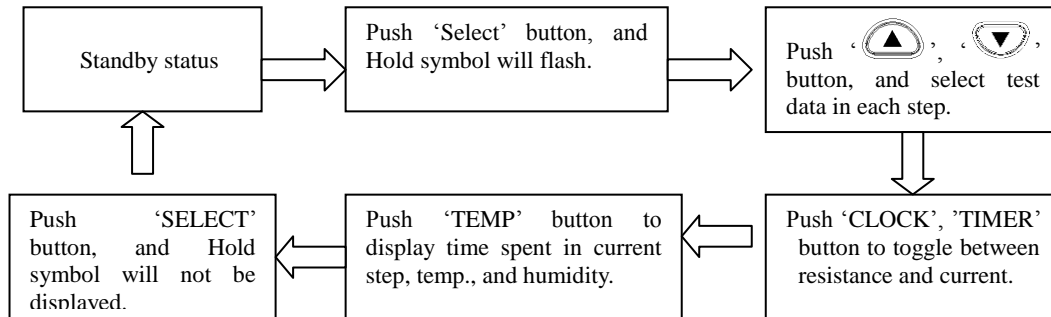 Standby status
Push ‘Select’ button, and
Hold symbol will flash.
Push ‘▲’, ‘▼’
button, and select test
data in each step.
Push ‘SELECT’
button, and Hold
symbol will not be
displayed.
Push ‘TEMP’ button to
display time spent in current
step, temp., and humidity.
Push ‘CLOCK’, ’TIMER’
button to toggle between
resistance and current.